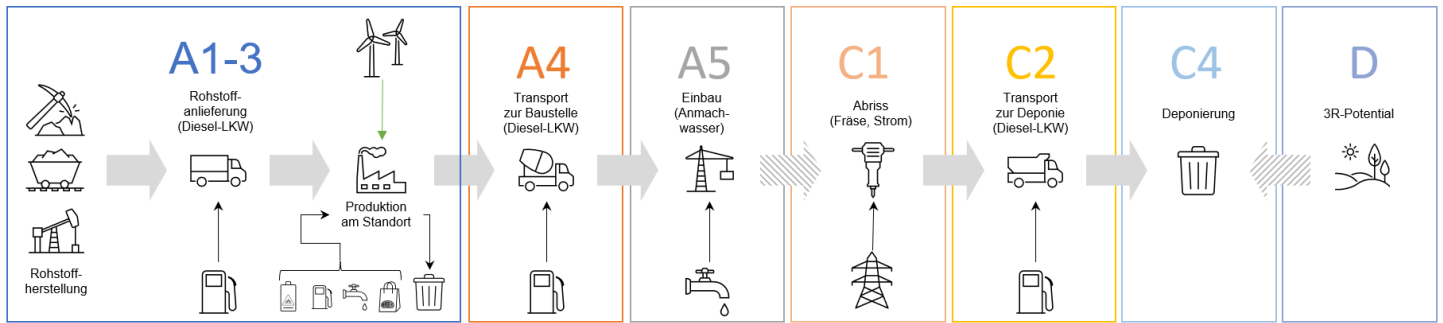 A1-3
Rohstoff-
anlieferung
(Diesel-LKW)
Rohstoff-
herstellung
Produktion
am Standort
A4
Transport
zur Baustelle
(Diesel-LKW)
A5
Einbau
(Anmach-
wasser)
C1
Abriss
(Fräse, Strom)
C2
Transport
zur Deponie
(Diesel-LKW)
C4
Deponierung
D
3R-Potential